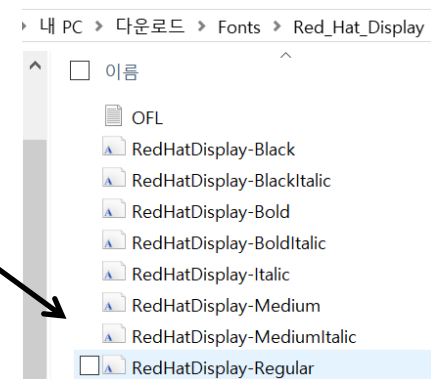 내 PC > 다운로드 > Fonts > Red_Hat_Display
이름
OFL
RedHatDisplay-Black
RedHatDisplay-BlackItalic
RedHatDisplay-Bold
RedHatDisplay-BoldItalic
RedHatDisplay-Italic
RedHatDisplay-Medium
RedHatDisplay-MediumItalic
RedHatDisplay-Regular